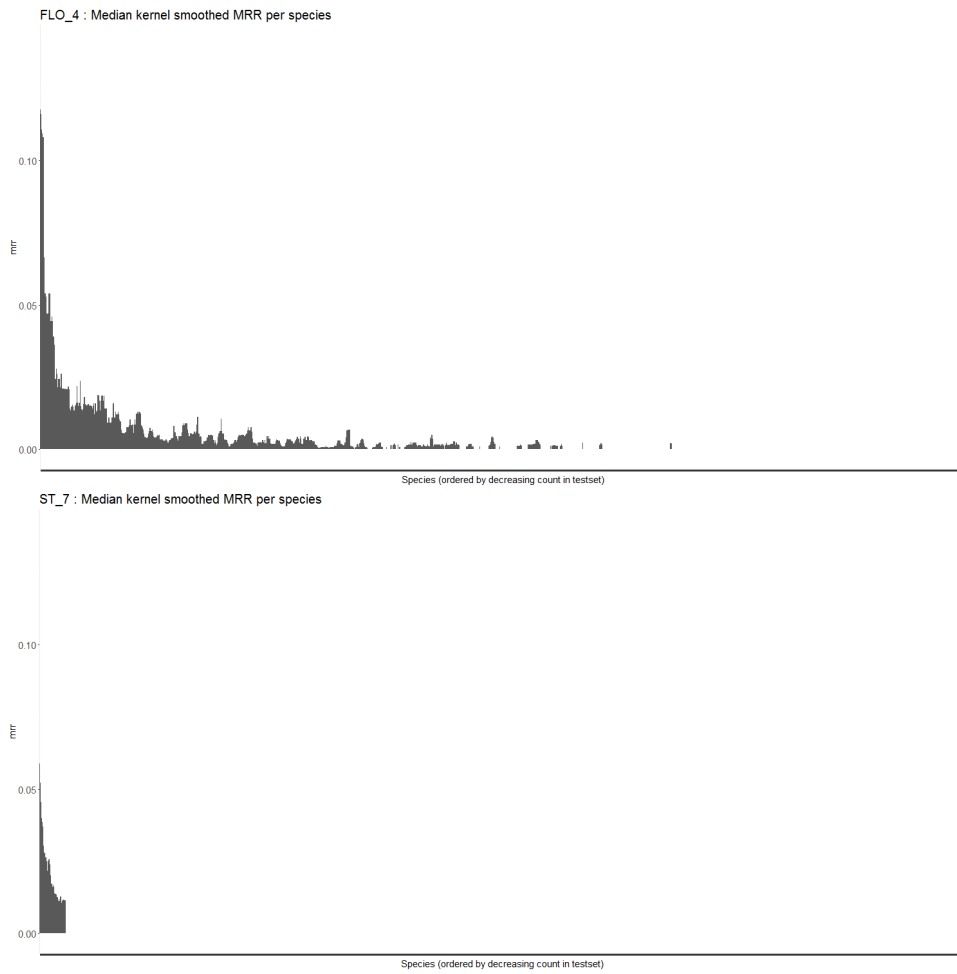 FLO_4 : Median kernel smoothed MRR per species
0.10
mrr
0.05
0.00
Species (ordered by decreasing count in testset)
ST_7 : Median kernel smoothed MRR per species
0.10
mrr
0.05
0.00
Species (ordered by decreasing count in testset)